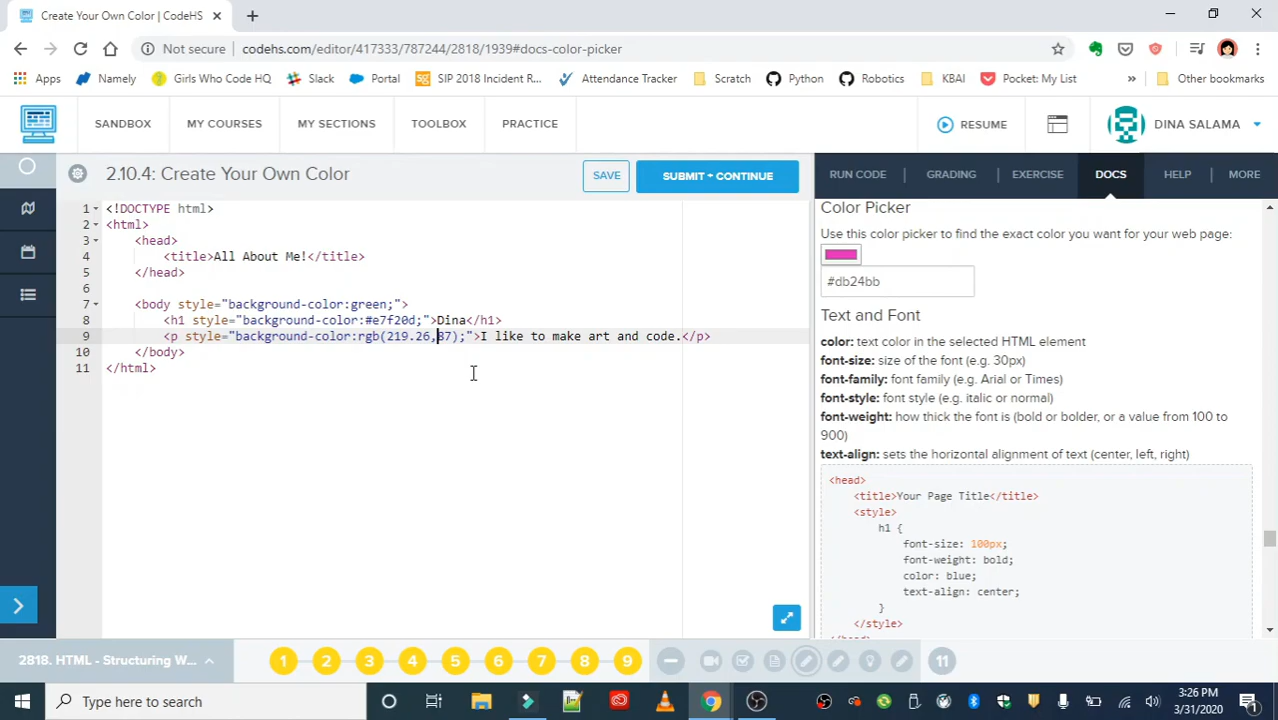 Create Your Own Color | CodeHS
Not secure | codehs.com/editor/417333/787244/2818/1939#docs-color-picker
Apps Namely Girls Who Code HQ Slack Portal SIP 2018 Incident R... Attendance Tracker Scratch Python Robotics KBAI Pocket: My List » Other bookmarks
SANDBOX MY COURSES MY SECTIONS TOOLBOX PRACTICE RESUME DINA SALAMA
2.10.4: Create Your Own Color SAVE SUBMIT + CONTINUE RUN CODE GRADING EXERCISE DOCS HELP MORE
1 <!DOCTYPE html>
2 <html>
3 <head>
4 <title>All About Me!</title>
5 </head>
6
7 <body style="background-color:green;">
8 <h1 style="background-color:#e7f20d;">Dina</h1>
9 <p style="background-color:rgb(219.26,87);">I like to make art and code.</p>
10 </body>
11 </html>
Color Picker
Use this color picker to find the exact color you want for your web page:
#db24bb
Text and Font
color: text color in the selected HTML element
font-size: size of the font (e.g. 30px)
font-family: font family (e.g. Arial or Times)
font-style: font style (e.g. italic or normal)
font-weight: how thick the font is (bold or bolder, or a value from 100 to
900)
text-align: sets the horizontal alignment of text (center, left, right)
<head>
<title>Your Page Title</title>
<style>
h1 {
font-size: 100px;
font-weight: bold;
color: blue;
text-align: center;
}
</style>
</head>
2818. HTML - Structuring W... 1 2 3 4 5 6 7 8 9 11
Type here to search
3:26 PM
3/31/2020
1